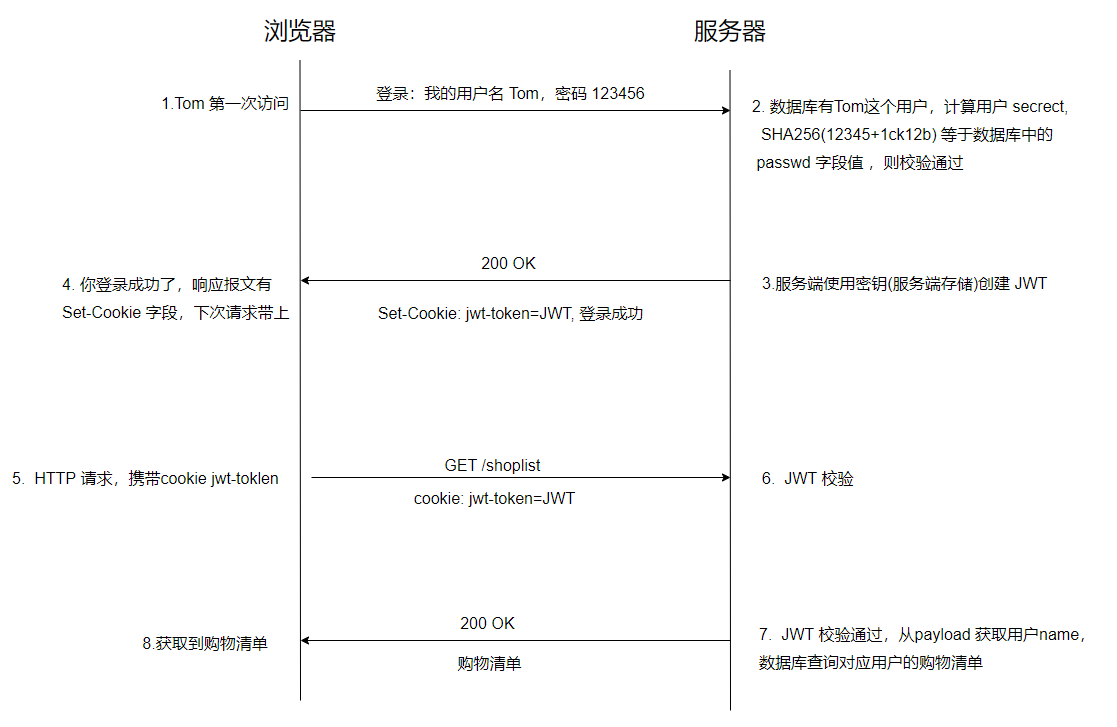 浏览器
服务器
1.Tom 第一次访问
登录：我的用户名 Tom，密码 123456
2. 数据库有Tom这个用户，计算用户 secrect,
SHA256(12345+1ck12b) 等于数据库中的
passwd 字段值 ，则校验通过
200 OK
3.服务端使用密钥(服务端存储)创建 JWT
4. 你登录成功了，响应报文有
Set-Cookie 字段，下次请求带上
Set-Cookie: jwt-token=JWT, 登录成功
GET /shoplist
5. HTTP 请求，携带cookie jwt-toklen
6. JWT 校验
cookie: jwt-token=JWT
200 OK
7. JWT 校验通过，从payload 获取用户name，
数据库查询对应用户的购物清单
8.获取到购物清单
购物清单